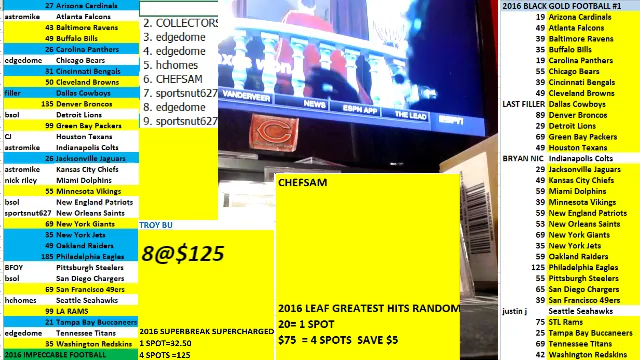 27 Arizona Cardinals
astromike Atlanta Falcons
43 Baltimore Ravens
49 Buffalo Bills
26 Carolina Panthers
edgedome Chicago Bears
31 Cincinnati Bengals
50 Cleveland Browns
filler Dallas Cowboys
135 Denver Broncos
bsol Detroit Lions
99 Green Bay Packers
CJ Houston Texans
astromike Indianapolis Colts
26 Jacksonville Jaguars
astromike Kansas City Chiefs
nick riley Miami Dolphins
55 Minnesota Vikings
bsol New England Patriots
sportsnut627 New Orleans Saints
69 New York Giants
35 New York Jets
49 Oakland Raiders
185 Philadelphia Eagles
BFOY Pittsburgh Steelers
bsol San Diego Chargers
69 San Francisco 49ers
hchomes Seattle Seahawks
99 LA RAMS
21 Tampa Bay Buccaneers
edgedome Tennessee Titans
35 Washington Redskins
2016 IMPECCABLE FOOTBALL
2. COLLECTORS
3. edgedome
4. edgedome
5. hchomes
6. CHEFSAM
7. sportsnut627
8. edgedome
9. sportsnut627
TROY BU
8@$125
2016 SUPERBREAK SUPERCHARGED
1 SPOT=32.50
4 SPOTS =125
VANDERVEER NEWS ESPN APP THE LEAD
CHEFSAM
2016 LEAF GREATEST HITS RANDOM
20= 1 SPOT
$75 = 4 SPOTS SAVE $5
2016 BLACK GOLD FOOTBALL #1
19 Arizona Cardinals
49 Atlanta Falcons
39 Baltimore Ravens
35 Buffalo Bills
19 Carolina Panthers
55 Chicago Bears
39 Cincinnati Bengals
49 Cleveland Browns
LAST FILLER Dallas Cowboys
89 Denver Broncos
29 Detroit Lions
69 Green Bay Packers
59 Houston Texans
BRYAN NIC Indianapolis Colts
29 Jacksonville Jaguars
49 Kansas City Chiefs
59 Miami Dolphins
39 Minnesota Vikings
59 New England Patriots
53 New Orleans Saints
69 New York Giants
35 New York Jets
59 Oakland Raiders
125 Philadelphia Eagles
55 Pittsburgh Steelers
65 San Diego Chargers
39 San Francisco 49ers
justin j Seattle Seahawks
75 STL Rams
25 Tampa Bay Buccaneers
69 Tennessee Titans
42 Washington Redskins